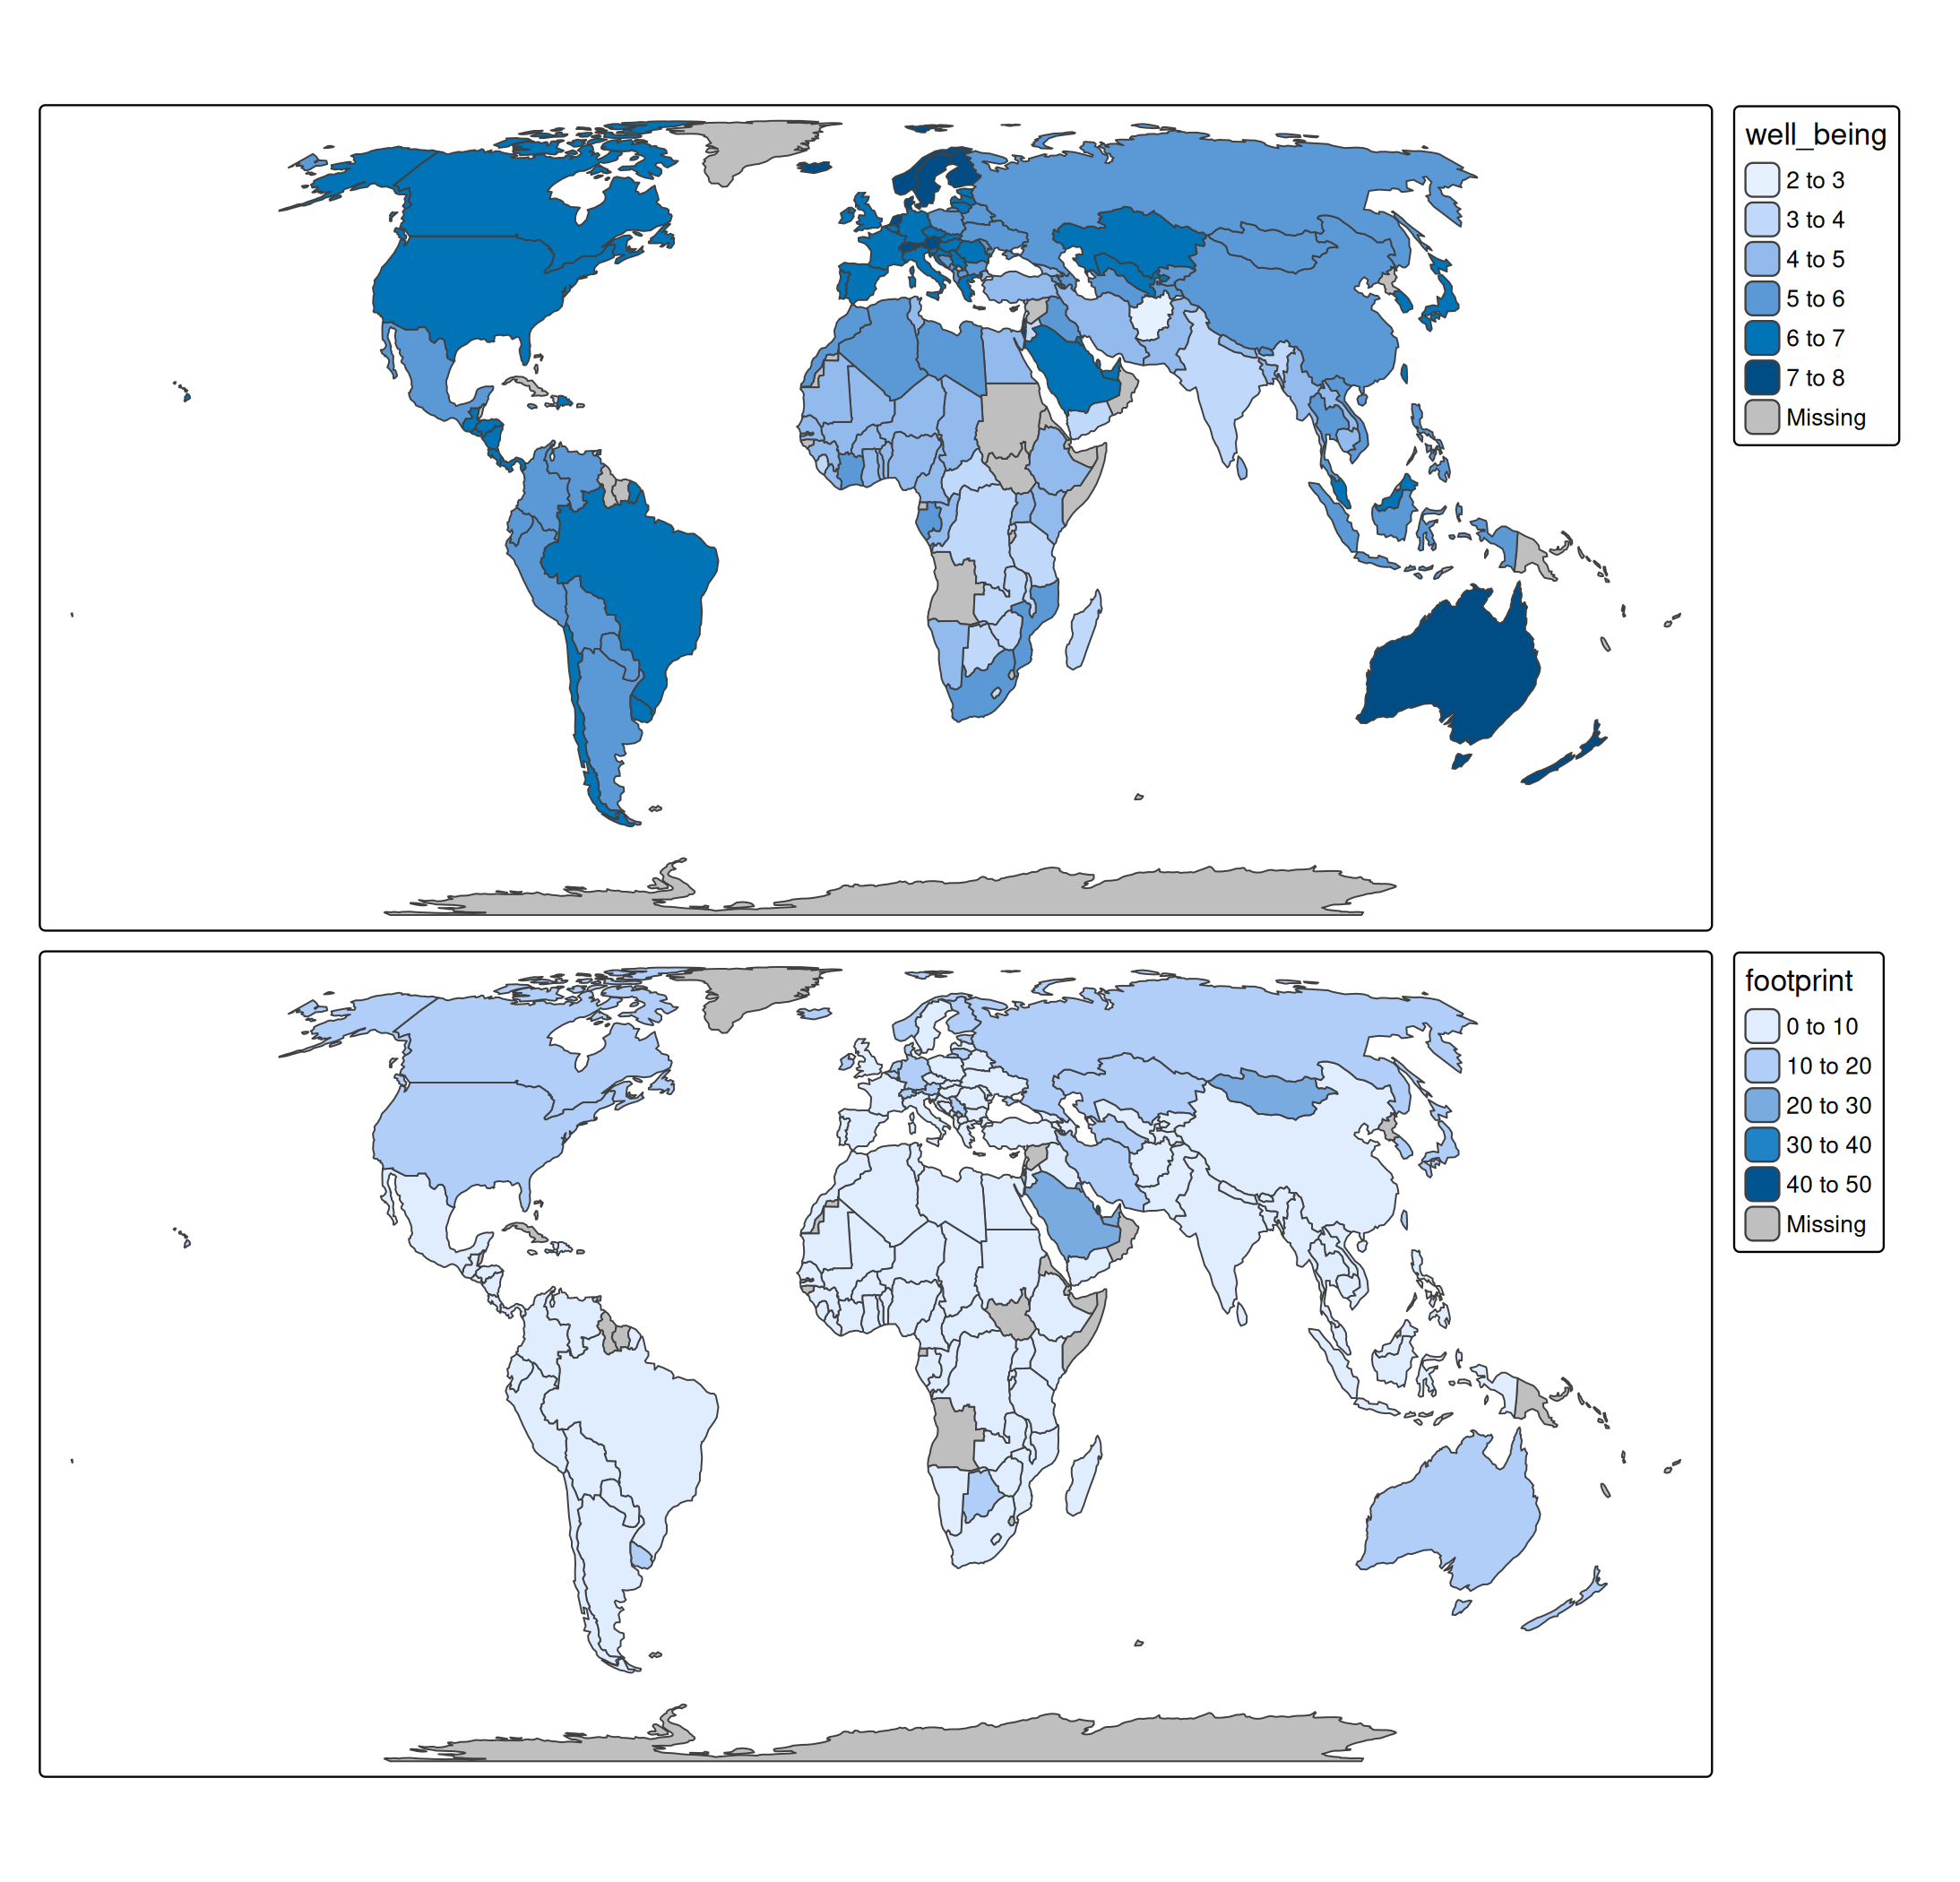 well_being
2 to 3
3 to 4
4 to 5
5 to 6
6 to 7
7 to 8
Missing
footprint
0 to 10
10 to 20
20 to 30
30 to 40
40 to 50
Missing